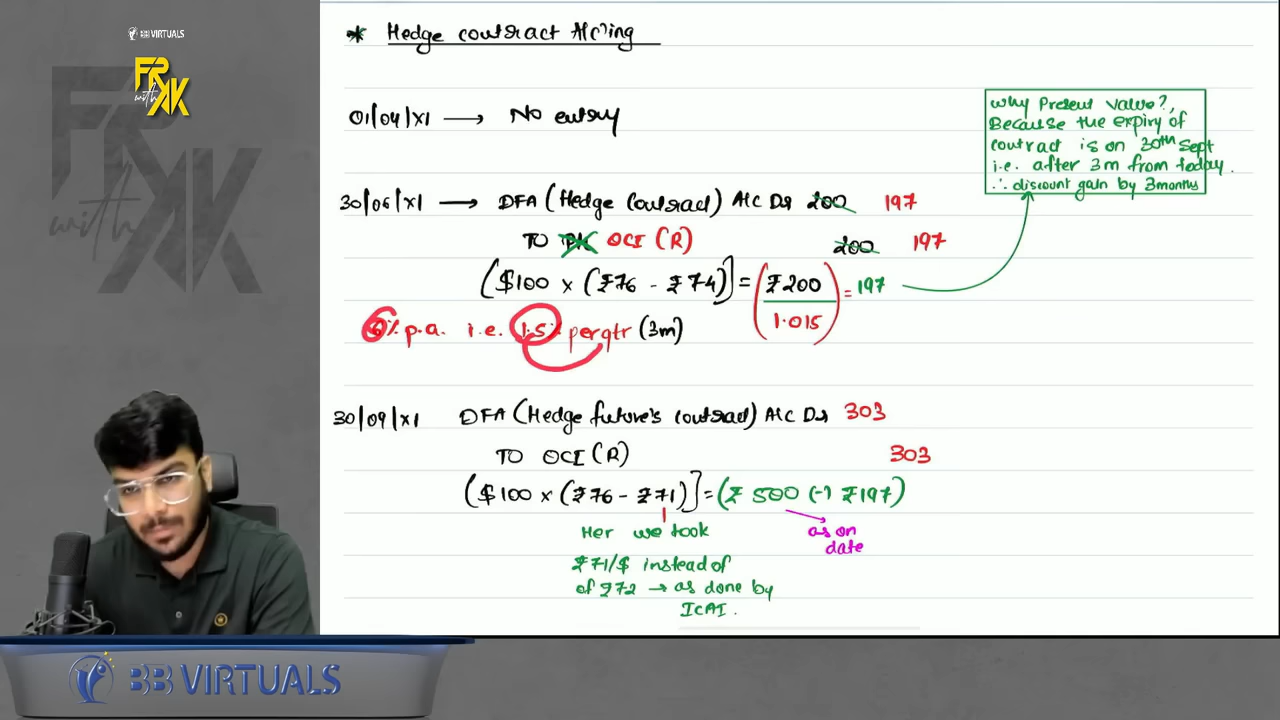 BB VIRTUALS
FR
with
AK
FR
with AK
* Hedge contract A/c'ing
01/04/X1 → No entry
Why Present value?,
Because the expiry of
contract is on 30th Sept
i.e. after 3m from today.
∴ discount gain by 3months
30/06/X1 → DFA (Hedge Contract) A/c Dr 200 197
TO P/L OCI (R) 200 197
($100 x (₹76 - ₹74)] = (₹200/1.015) = 197
6% p.a. i.e. 1.5% per qtr (3m)
30/09/X1 DFA (Hedge future's contract) A/c Dr 303
TO OCI (R) 303
($100 x (₹76 - ₹71)] = (₹ 500 (-) ₹197)
Her we took as on
date
₹71/$ instead of
of ₹72 → as done by
ICAI.
BB VIRTUALS